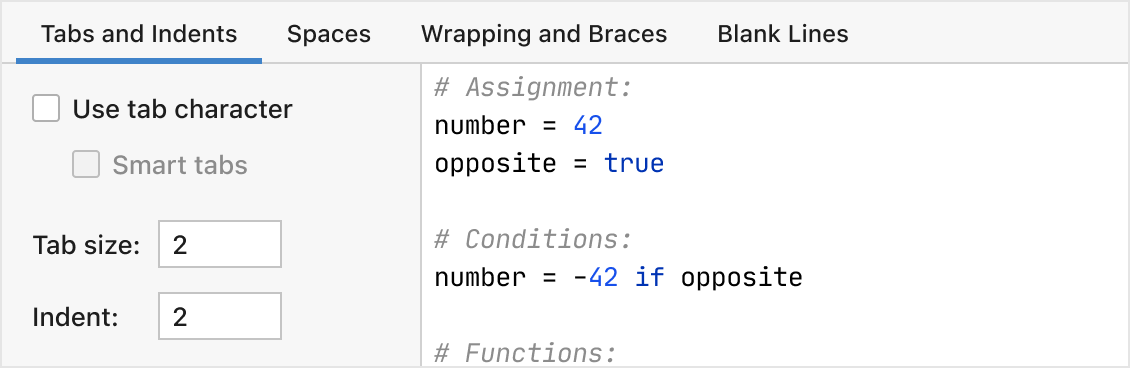 Tabs and Indents Spaces Wrapping and Braces Blank Lines
Use tab character
Smart tabs
Tab size: 2
Indent: 2
# Assignment:
number = 42
opposite = true
# Conditions:
number = -42 if opposite
# Functions: